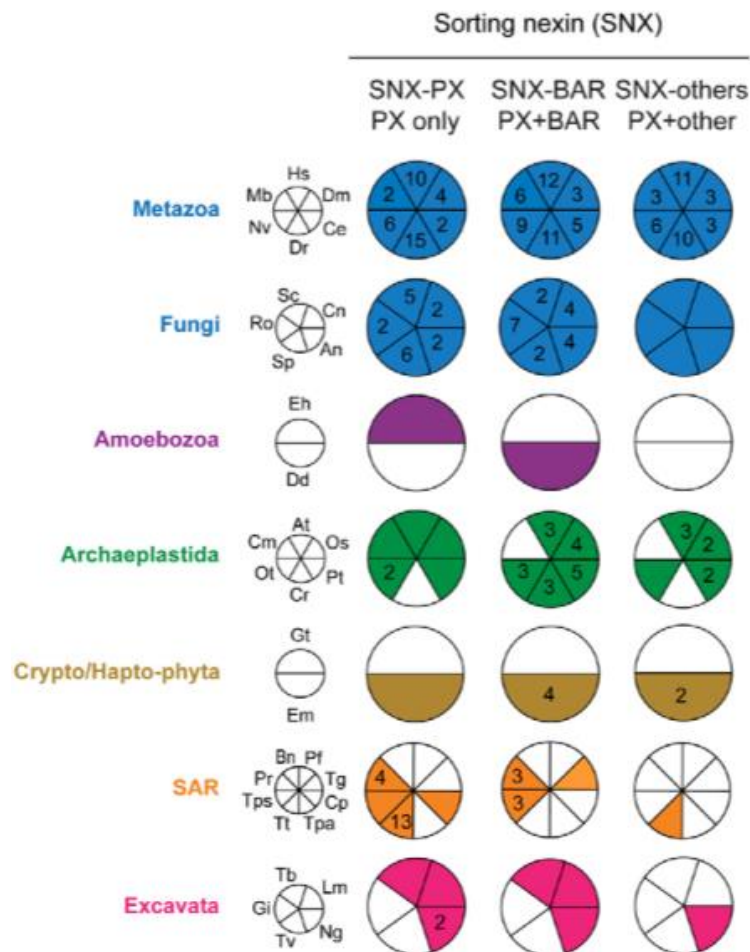 Sorting nexin (SNX)
SNX-PX SNX-BAR SNX-others
PX only PX+BAR PX+other
Metazoa
Hs
Mb Dm
Nv Ce
Dr
10
2 4
6 2
15
12
6 3
9 5
11
11
3 3
6 3
10
Fungi
Sc Cn
Ro
Sp An
5 2
2
6 2
2 4
7
2 4
Amoebozoa
Eh
Dd
Archaeplastida
At
Cm Os
Ot Pt
Cr
2
3
4
3 5
3
3
2
2
Crypto/Hapto-phyta
Gt
Em
4
2
SAR
Bn Pf
Pr Tg
Tps Cp
Tt Tpa
4
13
3
3
Excavata
Tb Lm
Gi
Tv Ng
2